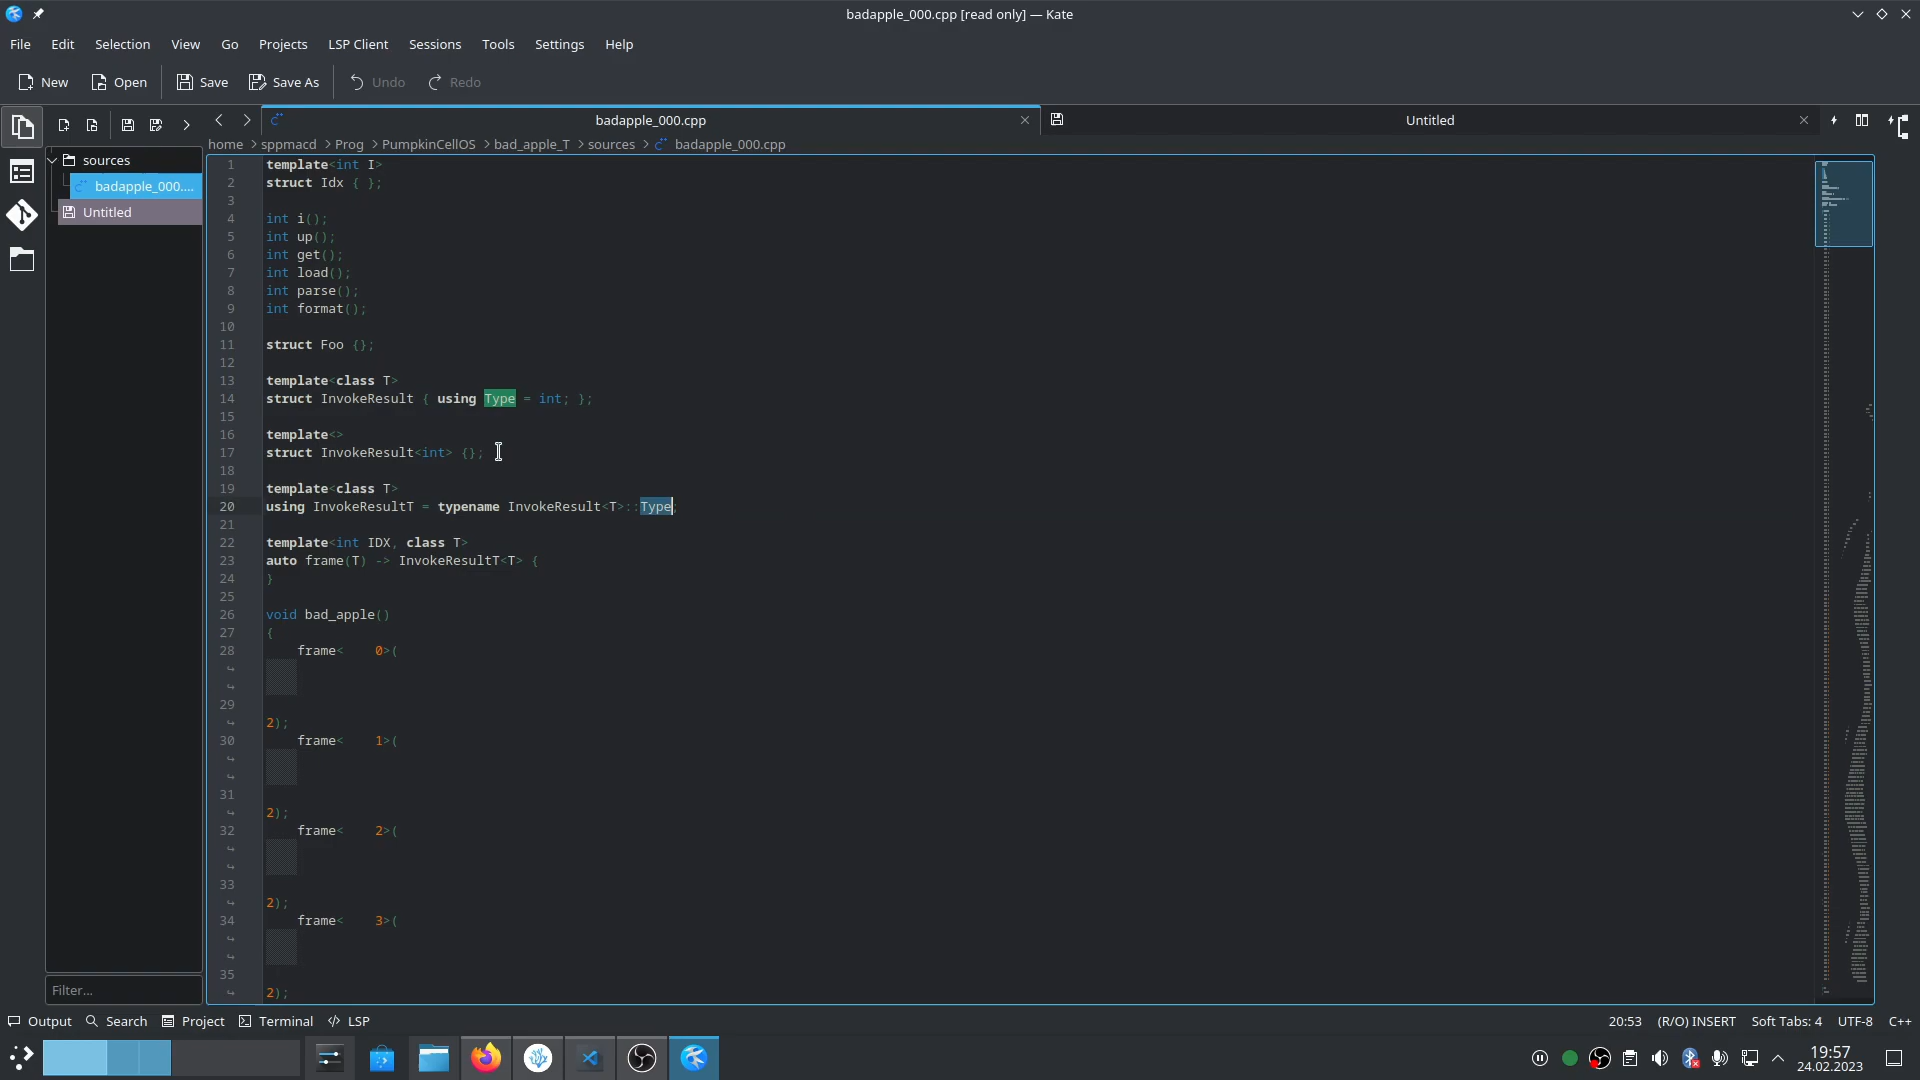 badapple_000.cpp [read only] — Kate
File Edit Selection View Go Projects LSP Client Sessions Tools Settings Help
New Open Save Save As Undo Redo
badapple_000.cpp Untitled
home > sppmacd > Prog > PumpkinCellOS > bad_apple_T > sources > badapple_000.cpp
sources
badapple_000....
Untitled
Filter...
1 template<int I>
2 struct Idx { };
3
4 int i();
5 int up();
6 int get();
7 int load();
8 int parse();
9 int format();
10
11 struct Foo {};
12
13 template<class T>
14 struct InvokeResult { using Type = int; };
15
16 template<>
17 struct InvokeResult<int> {};
18
19 template<class T>
20 using InvokeResultT = typename InvokeResult<T>::Type;
21
22 template<int IDX, class T>
23 auto frame(T) -> InvokeResultT<T> {
24 }
25
26 void bad_apple()
27 {
28     frame<    0>(
29
2);
30     frame<    1>(
31
2);
32     frame<    2>(
33
2);
34     frame<    3>(
35
2);
Output Search Project Terminal LSP
20:53 (R/O) INSERT Soft Tabs: 4 UTF-8 C++
19:57
24.02.2023